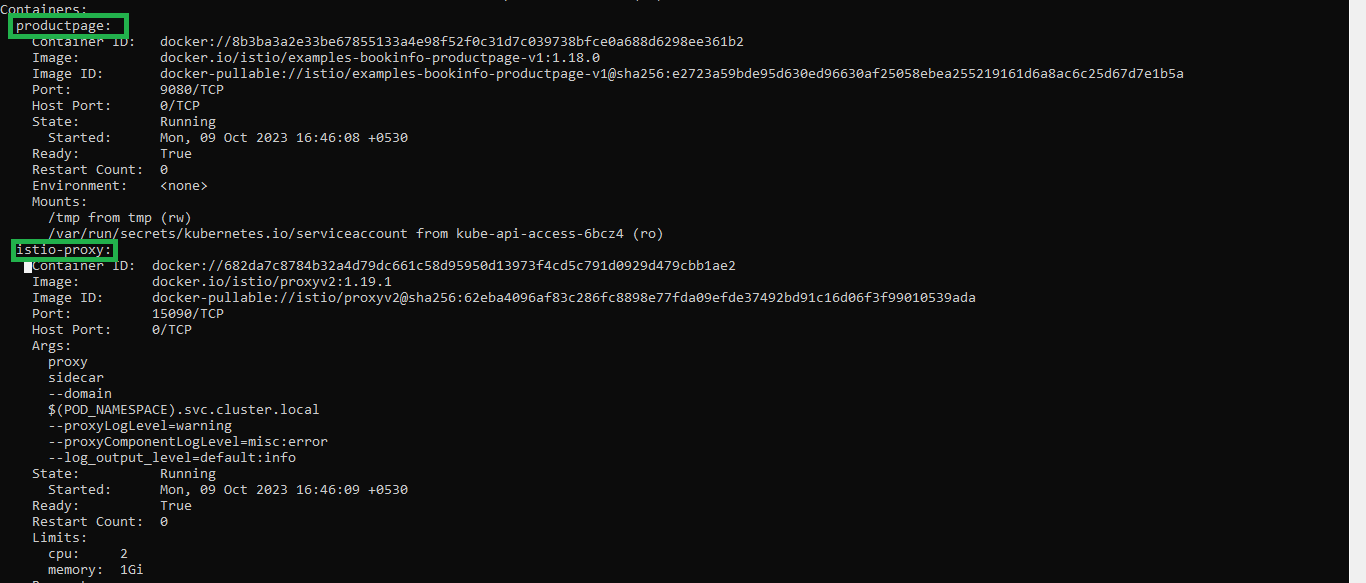 Containers:
productpage:
Container ID: docker://8b3ba3a2e33be67855133a4e98f52f0c31d7c039738bfce0a688d6298ee361b2
Image: docker.io/istio/examples-bookinfo-productpage-v1:1.18.0
Image ID: docker-pullable://istio/examples-bookinfo-productpage-v1@sha256:e2723a59bde95d630ed96630af25058ebea255219161d6a8ac6c25d67d7e1b5a
Port: 9080/TCP
Host Port: 0/TCP
State: Running
Started: Mon, 09 Oct 2023 16:46:08 +0530
Ready: True
Restart Count: 0
Environment: <none>
Mounts:
/tmp from tmp (rw)
/var/run/secrets/kubernetes.io/serviceaccount from kube-api-access-6bcz4 (ro)
istio-proxy:
Container ID: docker://682da7c8784b32a4d79dc661c58d95950d13973f4cd5c791d0929d479cbb1ae2
Image: docker.io/istio/proxyv2:1.19.1
Image ID: docker-pullable://istio/proxyv2@sha256:62eba4096af83c286fc8898e77fda09efde37492bd91c16d06f3f99010539ada
Port: 15090/TCP
Host Port: 0/TCP
Args:
proxy
sidecar
--domain
$(POD_NAMESPACE).svc.cluster.local
--proxyLogLevel=warning
--proxyComponentLogLevel=misc:error
--log_output_level=default:info
State: Running
Started: Mon, 09 Oct 2023 16:46:09 +0530
Ready: True
Restart Count: 0
Limits:
cpu: 2
memory: 1Gi